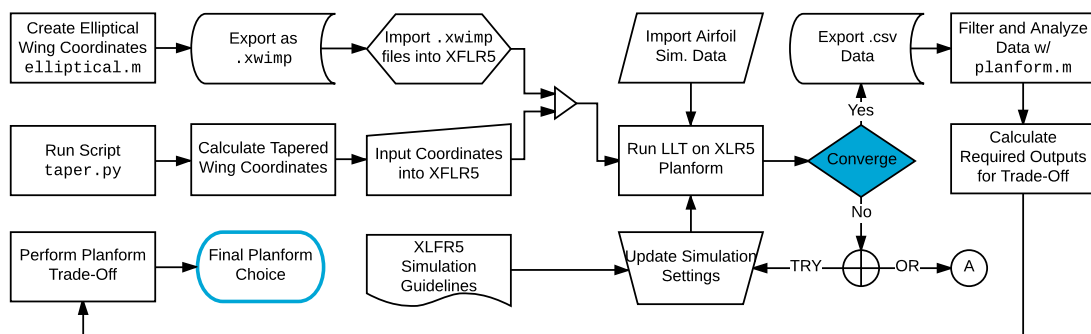 Create Elliptical
Wing Coordinates
elliptical.m
Export as
.xwimp
Import .xwimp
files into XFLR5
Import Airfoil
Sim. Data
Export .csv
Data
Filter and Analyze
Data w/
planform.m
Yes
Run Script
taper.py
Calculate Tapered
Wing Coordinates
Input Coordinates
into XFLR5
Run LLT on XLR5
Planform
Converge
Calculate
Required Outputs
for Trade-Off
No
Perform Planform
Trade-Off
Final Planform
Choice
XLFR5
Simulation
Guidelines
Update Simulation
Settings
TRY
OR
A